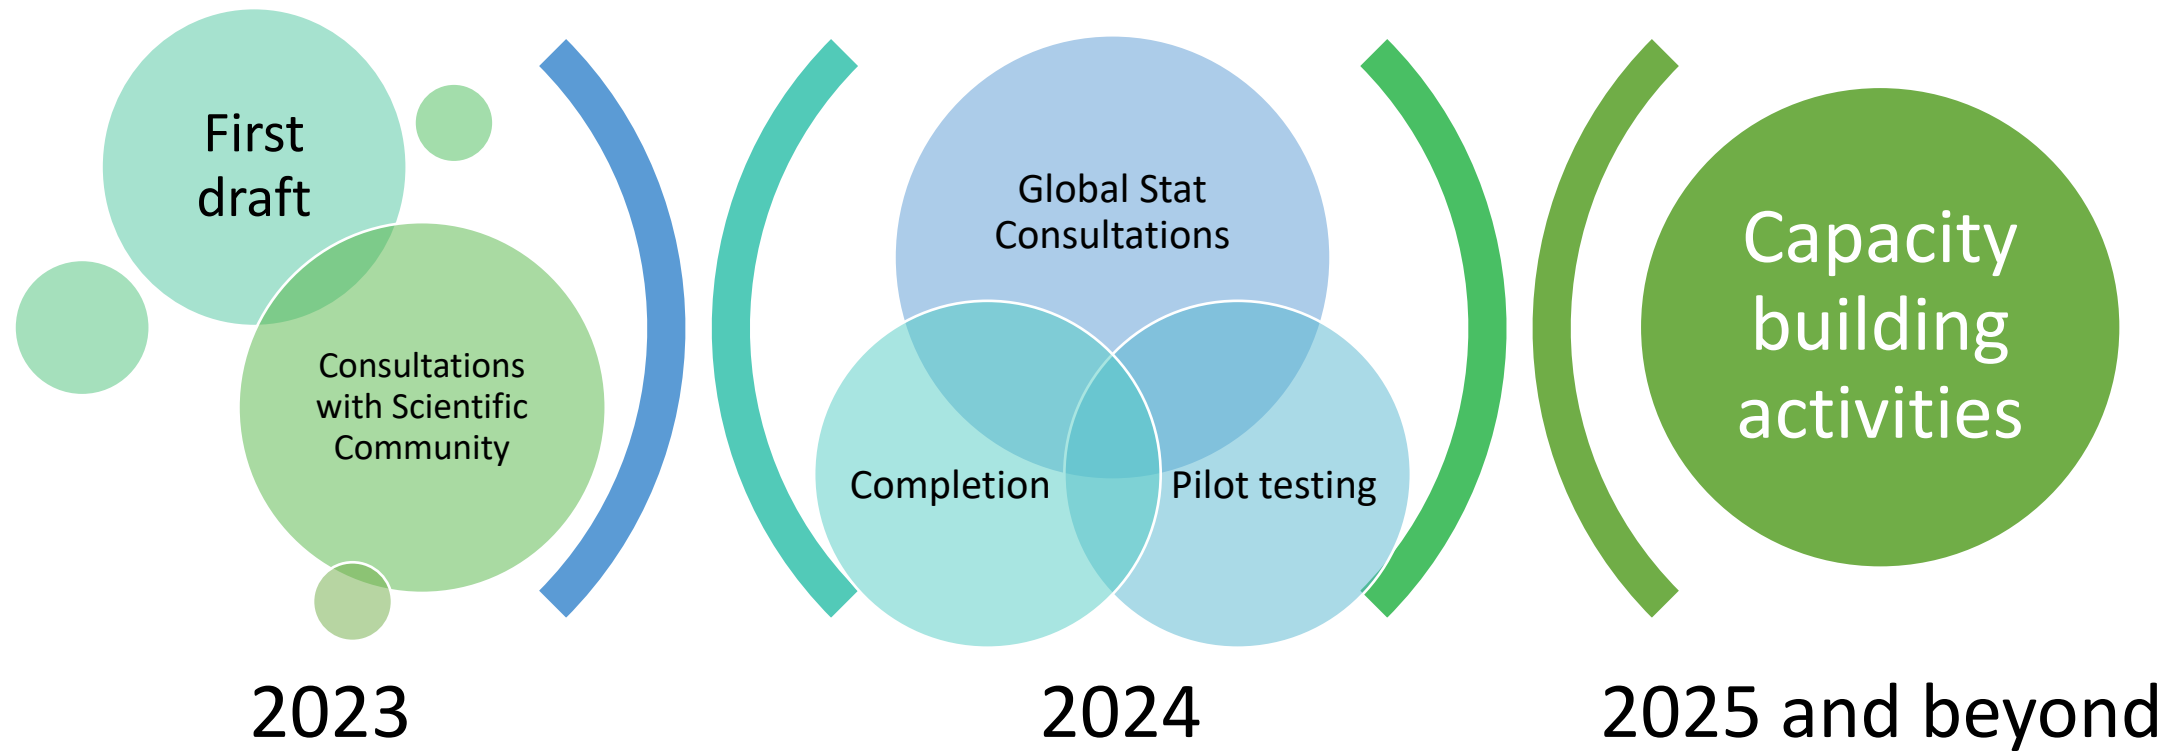 First
draft
Consultations
with Scientific
Community
2023
Global Stat
Consultations
Completion
Pilot testing
2024
Capacity
building
activities
2025 and beyond